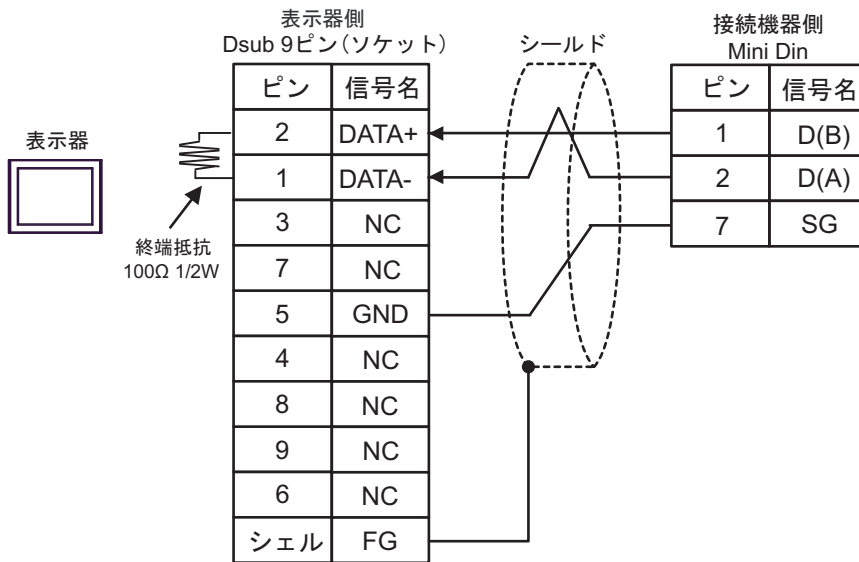 表示器側
Dsub 9ピン(ソケット)
シールド
接続機器側
Mini Din
表示器
終端抵抗
100Ω 1/2W
ピン 信号名
2 DATA+
1 DATA-
3 NC
7 NC
5 GND
4 NC
8 NC
9 NC
6 NC
シェル FG
ピン 信号名
1 D(B)
2 D(A)
7 SG